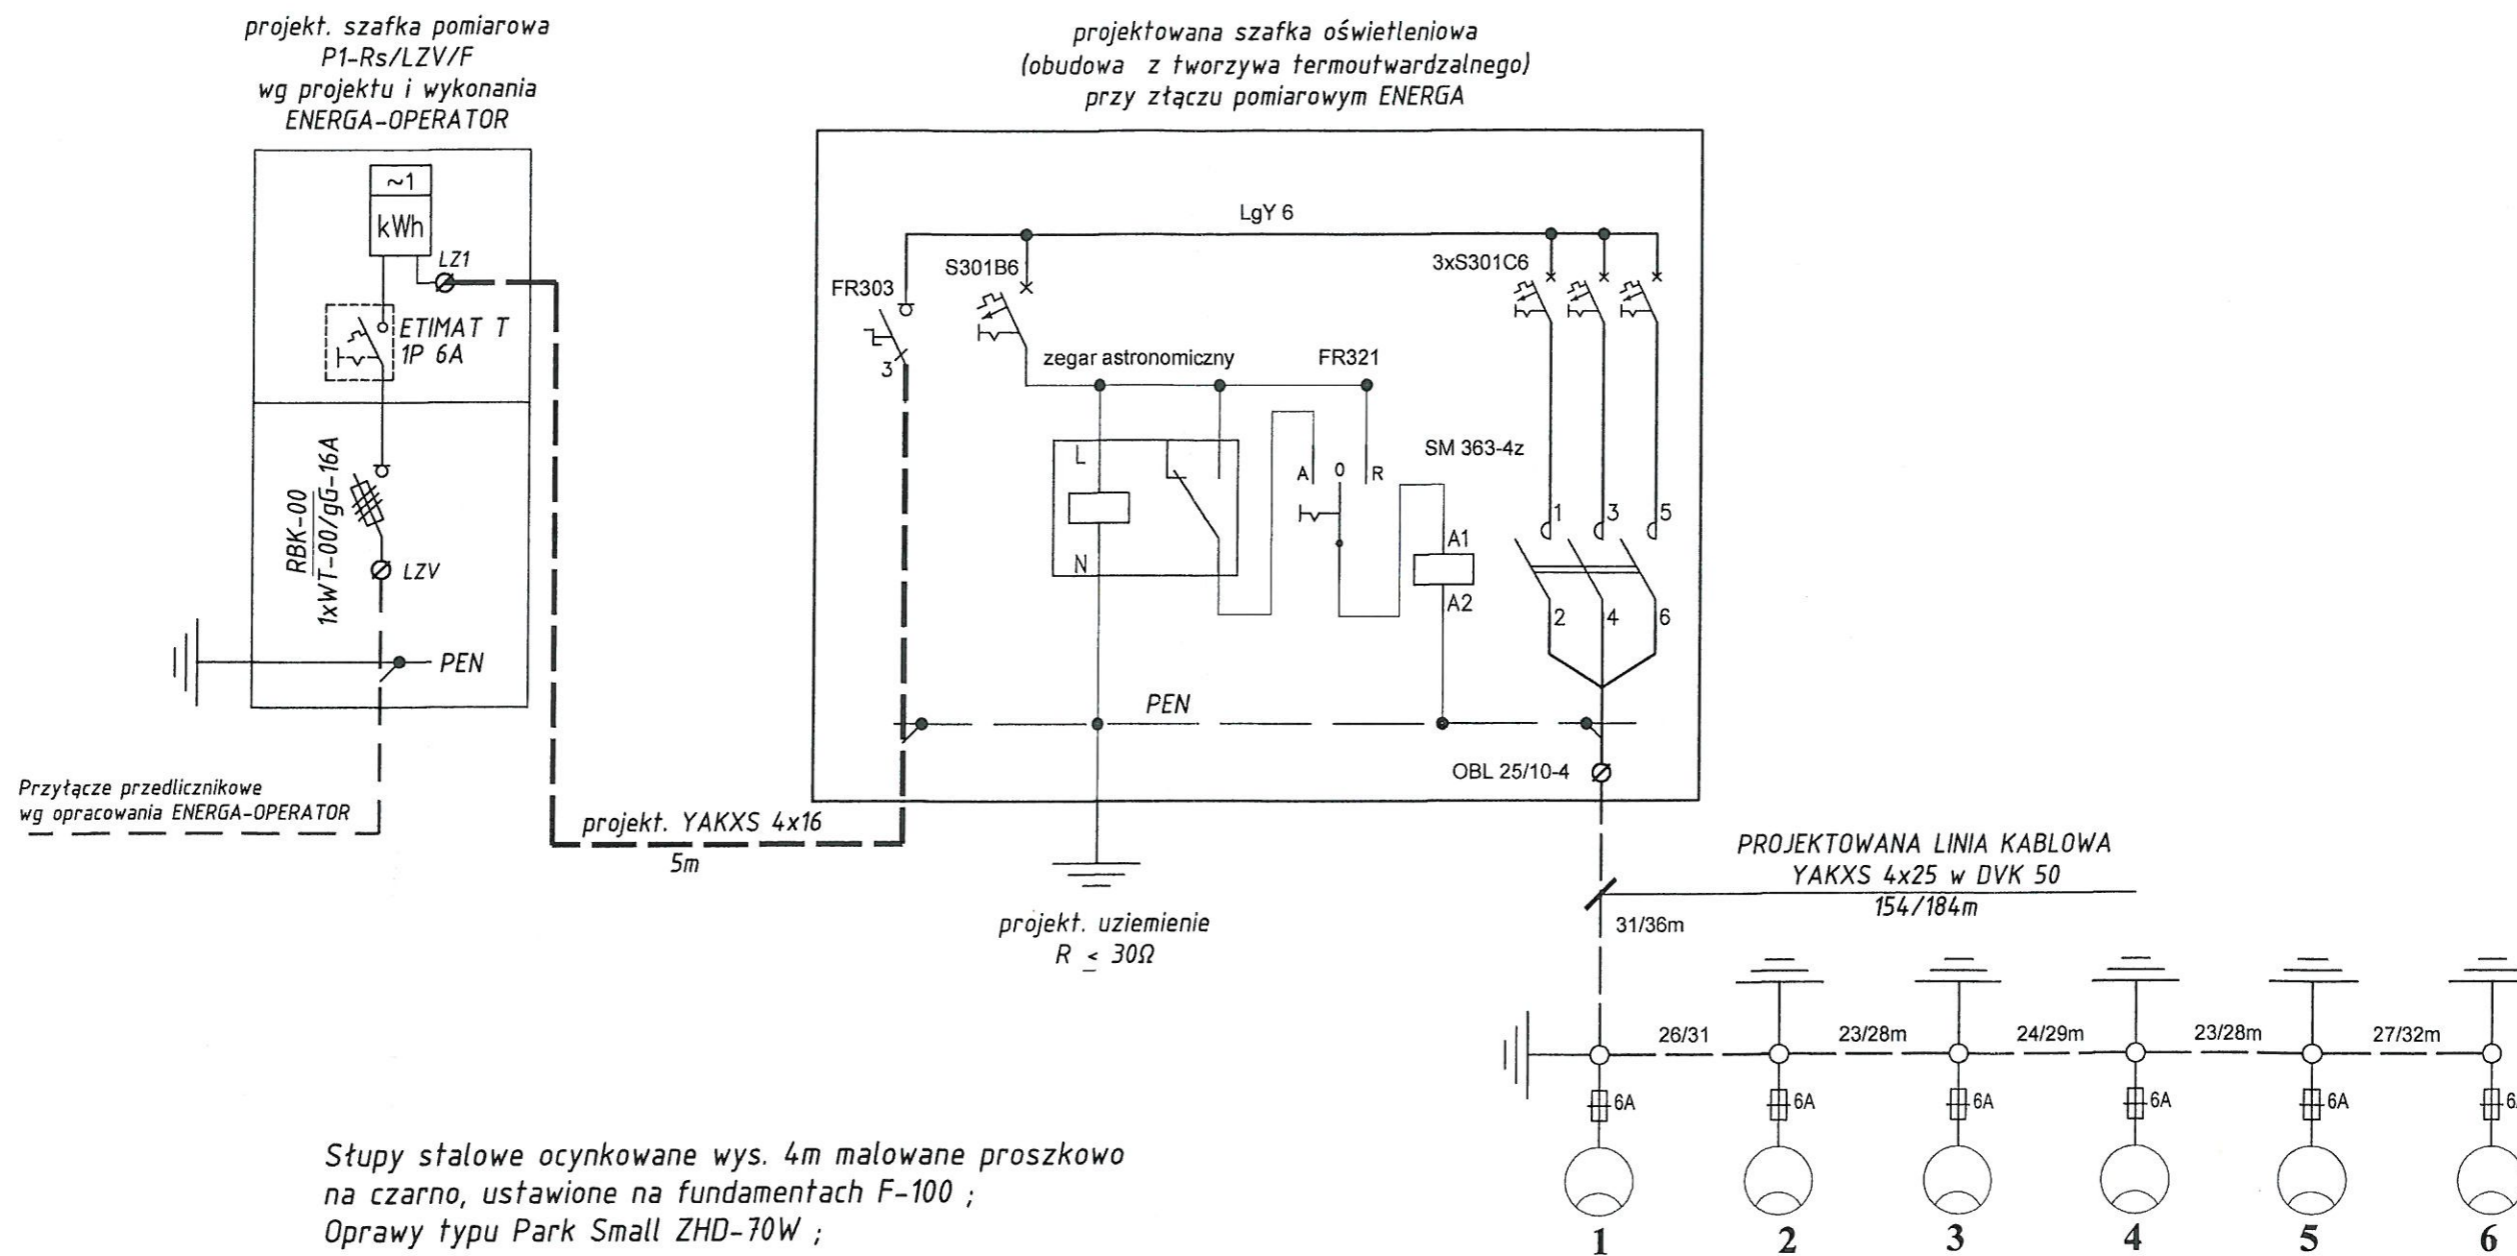 projekt. szafka pomiarowa
P1-Rs/LZV/F
wg projektu i wykonania
ENERGA-OPERATOR
~1
kWh
LZ1
ETIMAT T
1P 6A
RBK-00
1xWT-00/gG-16A
LZV
PEN
Przyłącze przedlicznikowe
wg opracowania ENERGA-OPERATOR
projekt. YAKXS 4x16
5m
projektowana szafka oświetleniowa
(obudowa z tworzywa termoutwardzalnego)
przy złączu pomiarowym ENERGA
LgY 6
FR303
3
S301B6
3xS301C6
zegar astronomiczny
FR321
L
N
A
0
R
SM 363-4z
A1
A2
1
3
5
2
4
6
PEN
OBL 25/10-4
projekt. uziemienie
R ≤ 30Ω
PROJEKTOWANA LINIA KABLOWA
YAKXS 4x25 w DVK 50
154/184m
31/36m
26/31
23/28m
24/29m
23/28m
27/32m
6A
6A
6A
6A
6A
6
1
2
3
4
5
6
Słupy stalowe ocynkowane wys. 4m malowane proszkowo
na czarno, ustawione na fundamentach F-100 ;
Oprawy typu Park Small ZHD-70W ;